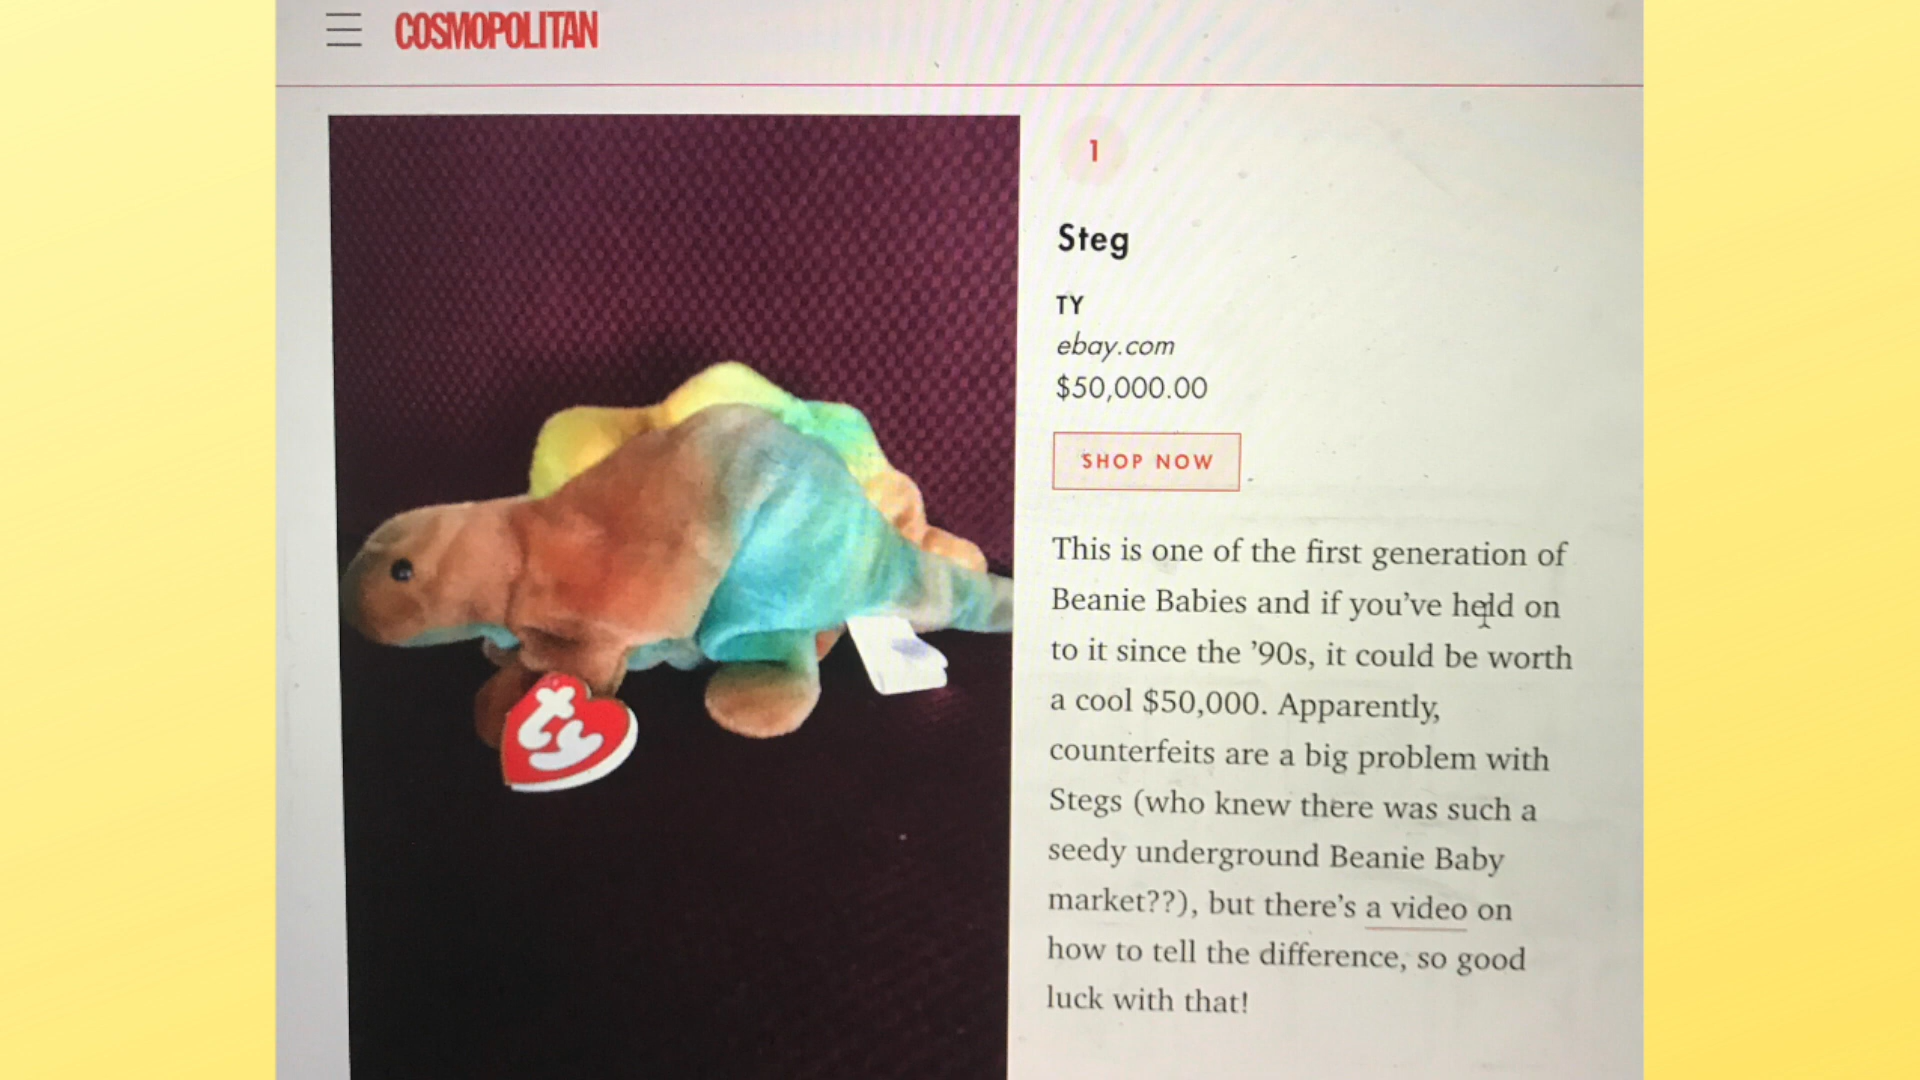 COSMOPOLITAN
1
Steg
TY
ebay.com
$50,000.00
SHOP NOW
This is one of the first generation of
Beanie Babies and if you've held on
to it since the '90s, it could be worth
a cool $50,000. Apparently,
counterfeits are a big problem with
Stegs (who knew there was such a
seedy underground Beanie Baby
market??), but there's a video on
how to tell the difference, so good
luck with that!
ty